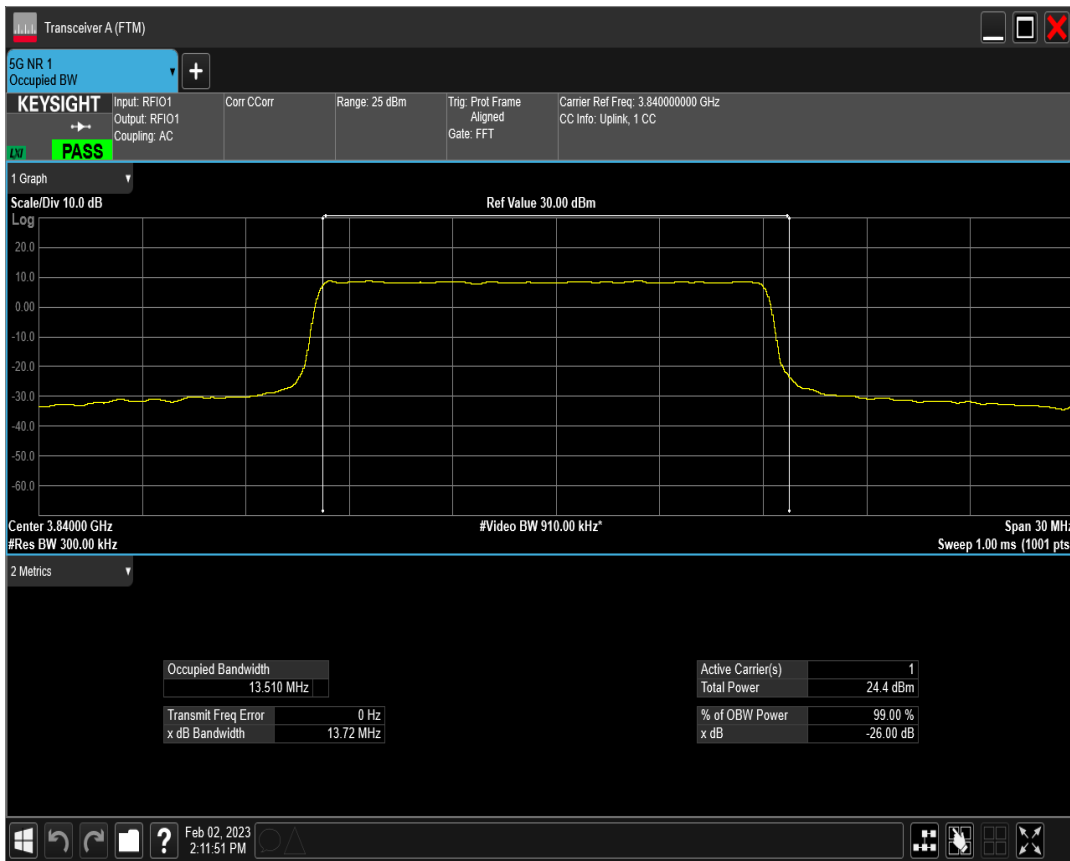 Transceiver A (FTM)
5G NR 1
Occupied BW
+
KEYSIGHT
LXI
PASS
Input: RFIO1
Output: RFIO1
Coupling: AC
Corr CCorr
Range: 25 dBm
Trig: Prot Frame
Aligned
Gate: FFT
Carrier Ref Freq: 3.840000000 GHz
CC Info: Uplink, 1 CC
1 Graph
Scale/Div 10.0 dB
Ref Value 30.00 dBm
Log
20.0
10.0
0.00
-10.0
-20.0
-30.0
-40.0
-50.0
-60.0
Center 3.84000 GHz
#Video BW 910.00 kHz*
Span 30 MHz
#Res BW 300.00 kHz
Sweep 1.00 ms (1001 pts
2 Metrics
Occupied Bandwidth
13.510 MHz
Transmit Freq Error 0 Hz
x dB Bandwidth 13.72 MHz
Active Carrier(s) 1
Total Power 24.4 dBm
% of OBW Power 99.00 %
x dB -26.00 dB
?
Feb 02, 2023
2:11:51 PM